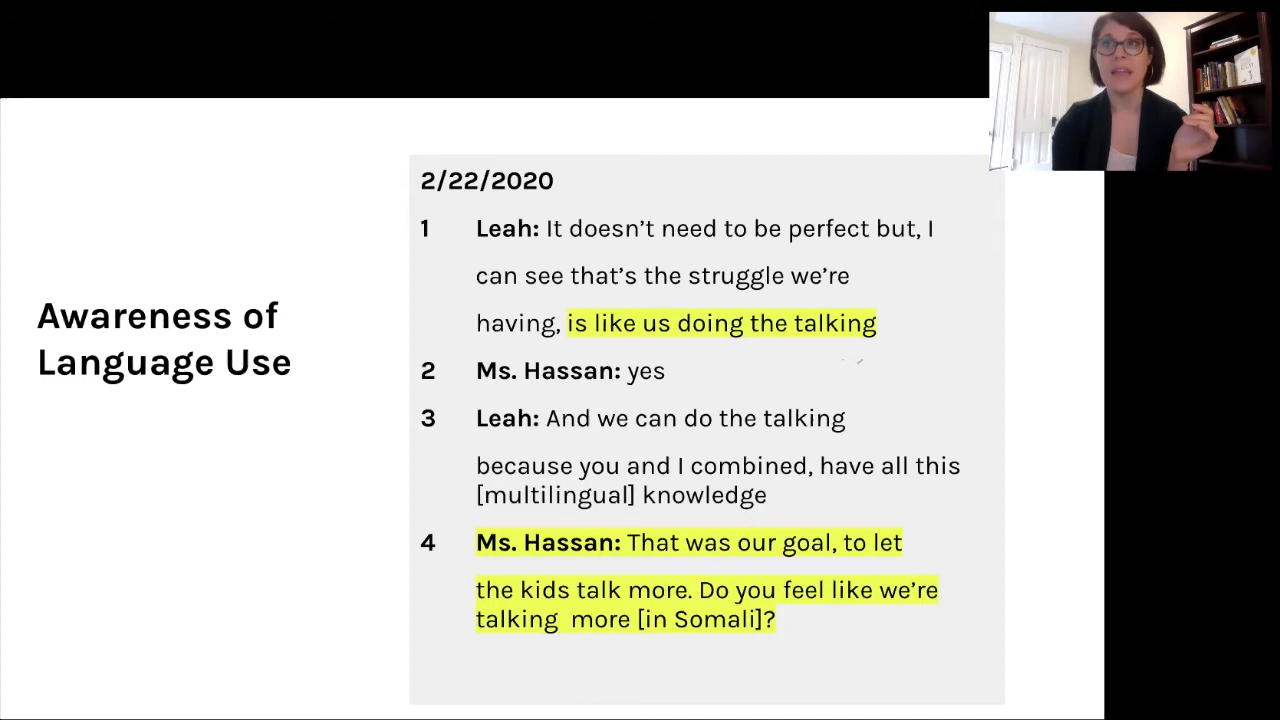 Awareness of
Language Use
2/22/2020
1 Leah: It doesn't need to be perfect but, I
can see that's the struggle we're
having, is like us doing the talking
2 Ms. Hassan: yes
3 Leah: And we can do the talking
because you and I combined, have all this
[multilingual] knowledge
4 Ms. Hassan: That was our goal, to let
the kids talk more. Do you feel like we're
talking  more [in Somali]?